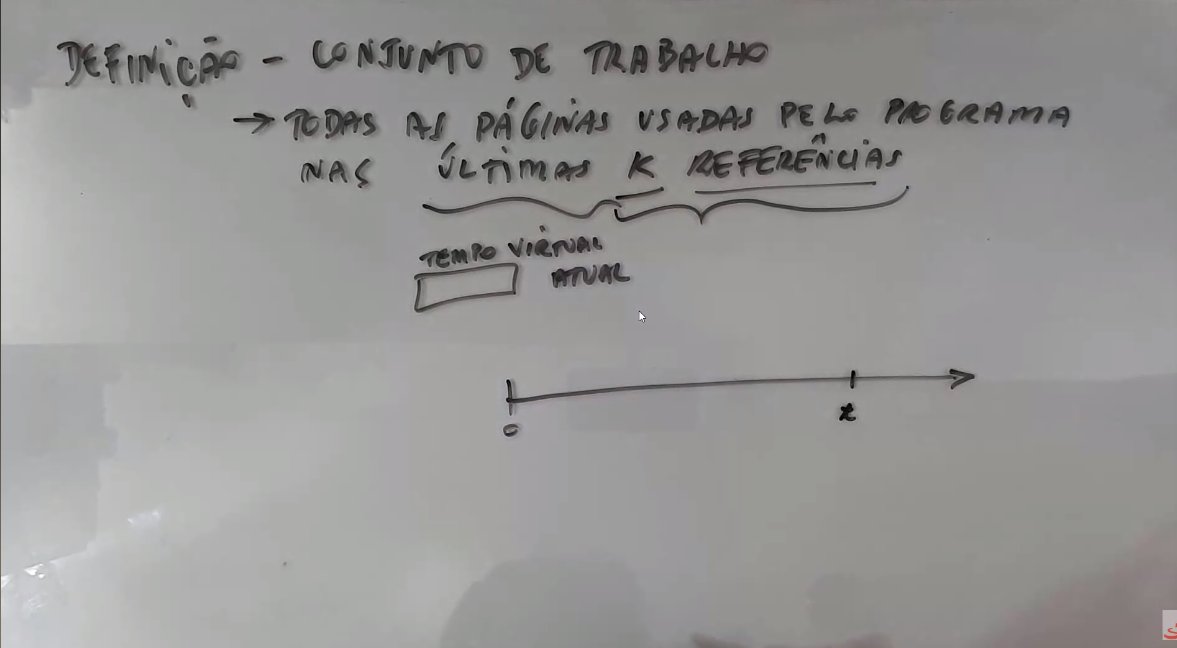 DEFINIÇÃO - CONJUNTO DE TRABALHO
→ TODAS AS PÁGINAS USADAS PELO PROGRAMA
NAS ÚLTIMAS K REFERÊNCIAS
TEMPO VIRTUAL
ATUAL
0 t